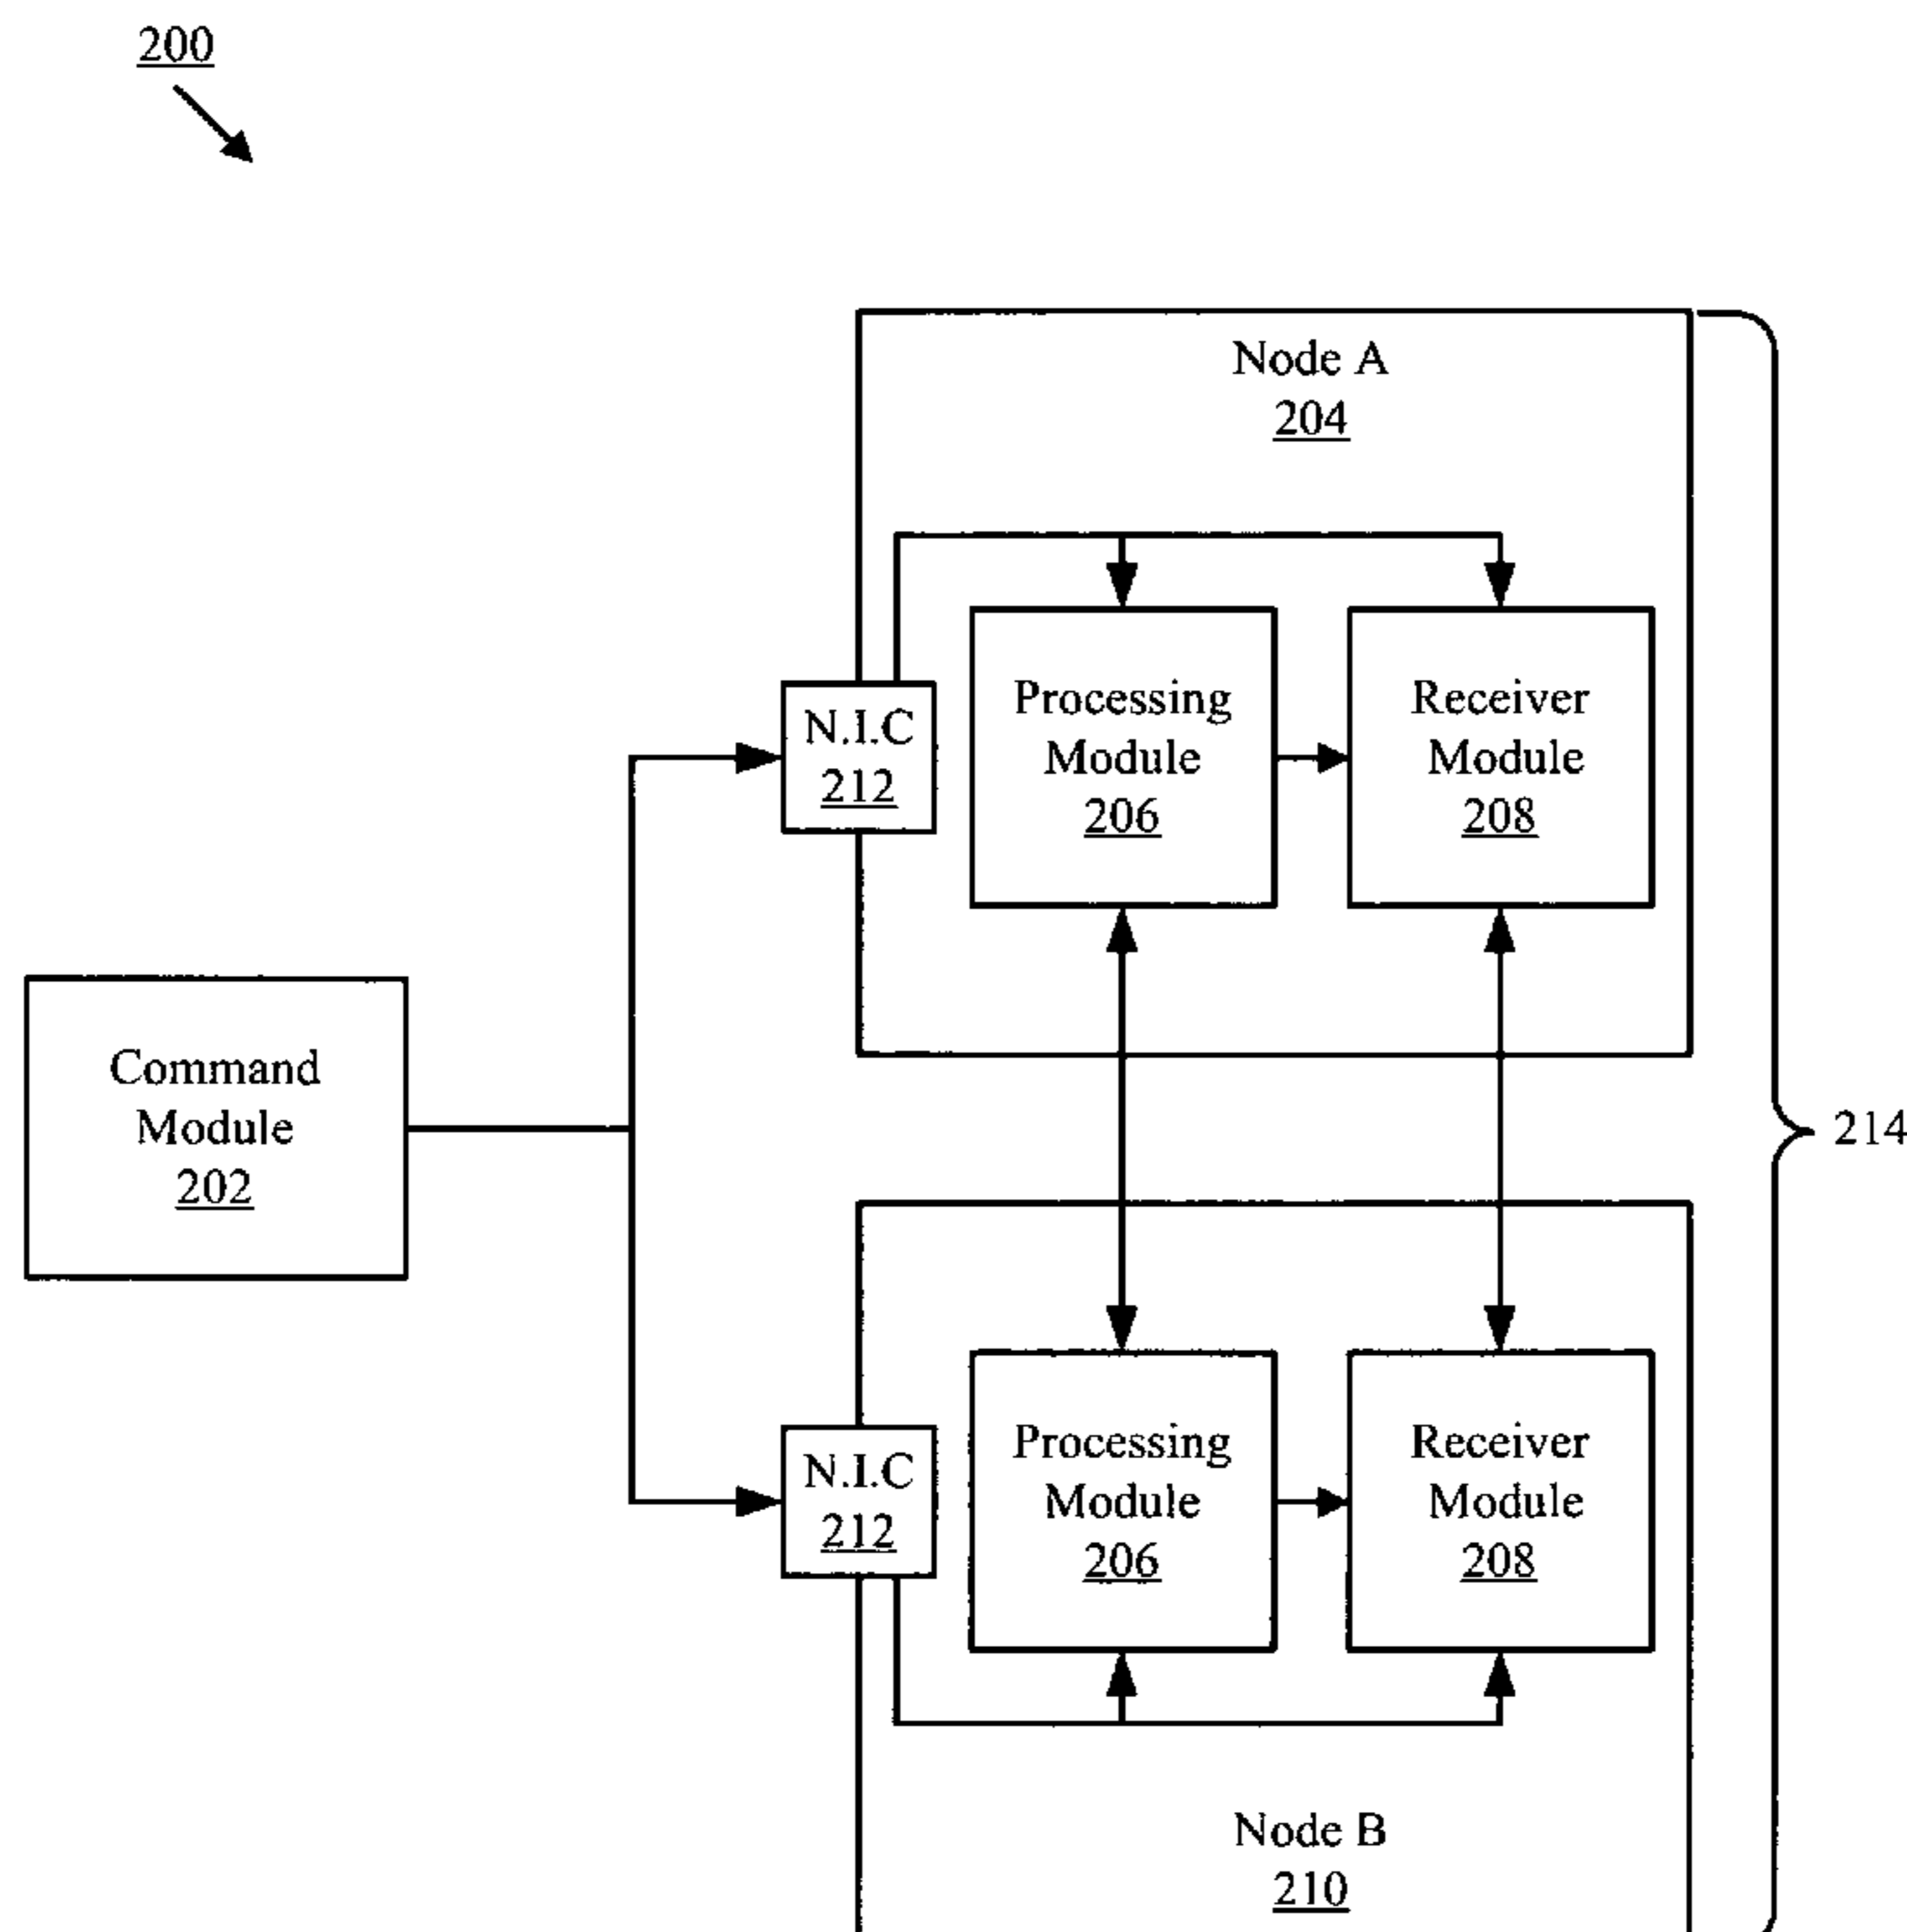 200
Node A
204
N.I.C
212
Processing
Module
206
Receiver
Module
208
Command
Module
202
214
N.I.C
212
Processing
Module
206
Receiver
Module
208
Node B
210